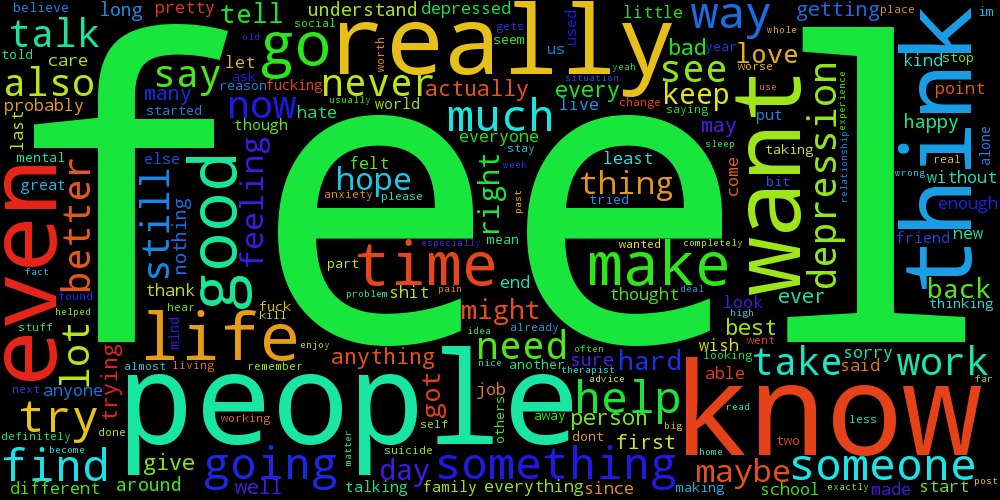 believe long pretty tell understand depressed little way getting place im
talk social go really gets us used
told care old let seem bad year love whole kind stop
also say ask worth never actually every see worse think
probably many reason fucking usually world yeah situation keep use point
last started now hate live change saying want put happy
though much everyone may taking alone
mental else felt stay least sleep real
great feeling hope right week come bit wrong without
even better still good anxiety please thing tried depression relationship experience enough
nothing past friend new
feel
especially mean wanted completely
fact part time make back
thank problem shit end thought ever thinking
found hear pain deal look
stuff helped fuck kill might high
lot mind life idea already best went
enjoy anything need often sure hard wish looking take sorry work
almost living remember nice another therapist able said far
next anyone trying people got job advice help know
try working self others away person big read less
definitely done dont first two
become matter suicide home
find give going day something maybe someone
different around well talking family everything since making school exactly made start post